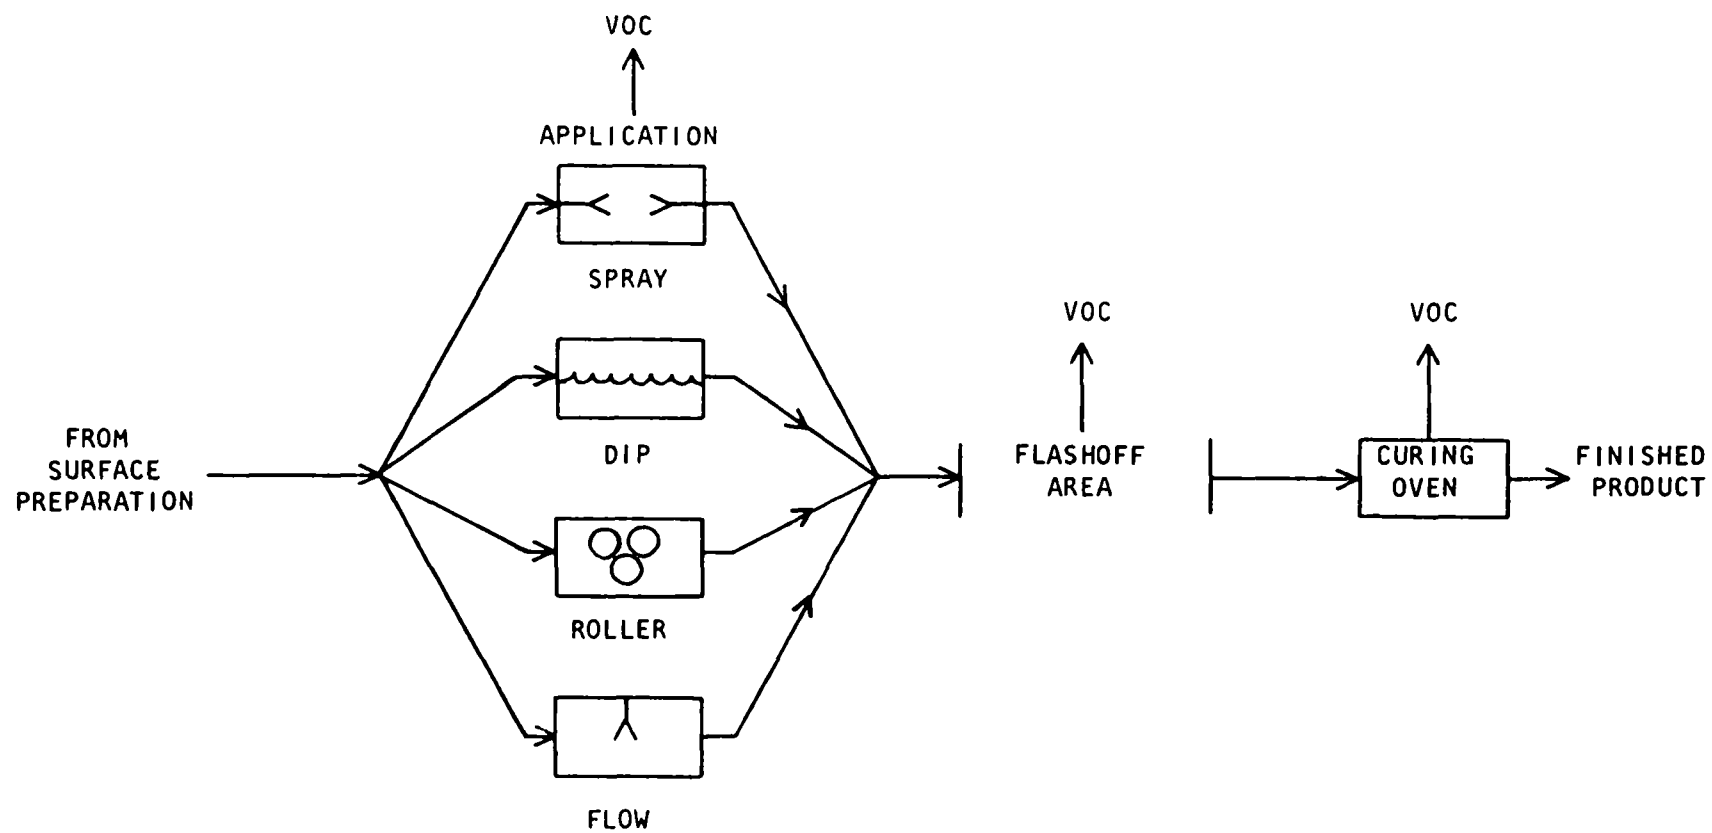 VOC
APPLICATION
SPRAY
DIP
ROLLER
FLOW
FROM
SURFACE
PREPARATION
VOC
FLASHOFF
AREA
VOC
CURING
OVEN
FINISHED
PRODUCT